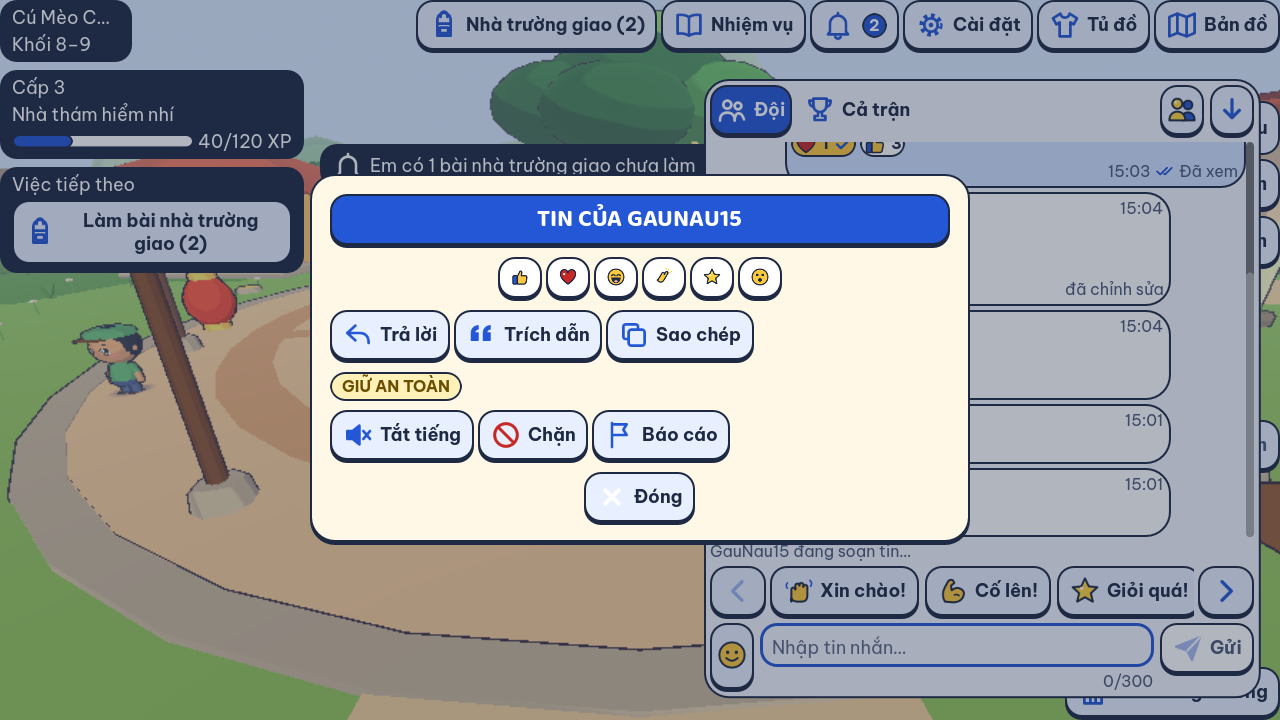 Cú Mèo C...
Khối 8–9
Nhà trường giao (2)
Nhiệm vụ
2
Cài đặt
Tủ đồ
Bản đồ
Cấp 3
Nhà thám hiểm nhí
40/120 XP
Việc tiếp theo
Làm bài nhà trường
giao (2)
Em có 1 bài nhà trường giao chưa làm
Đội
Cả trận
1
3
15:03
Đã xem
15:04
đã chỉnh sửa
15:04
15:01
15:01
TIN CỦA GAUNAU15
Trả lời
Trích dẫn
Sao chép
GIỮ AN TOÀN
Tắt tiếng
Chặn
Báo cáo
Đóng
GauNau15 đang soạn tin...
Xin chào!
Cố lên!
Giỏi quá!
Nhập tin nhắn...
Gửi
0/300